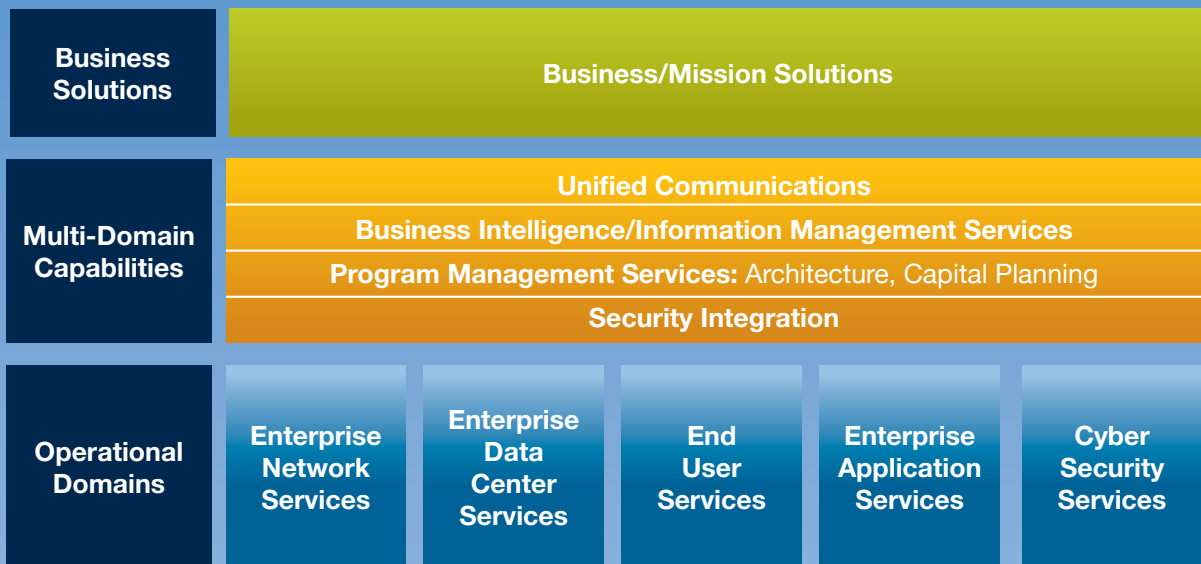 Business
Solutions
Business/Mission Solutions
Multi-Domain
Capabilities
Unified Communications
Business Intelligence/Information Management Services
Program Management Services: Architecture, Capital Planning
Security Integration
Operational
Domains
Enterprise
Network
Services
Enterprise
Data
Center
Services
End
User
Services
Enterprise
Application
Services
Cyber
Security
Services